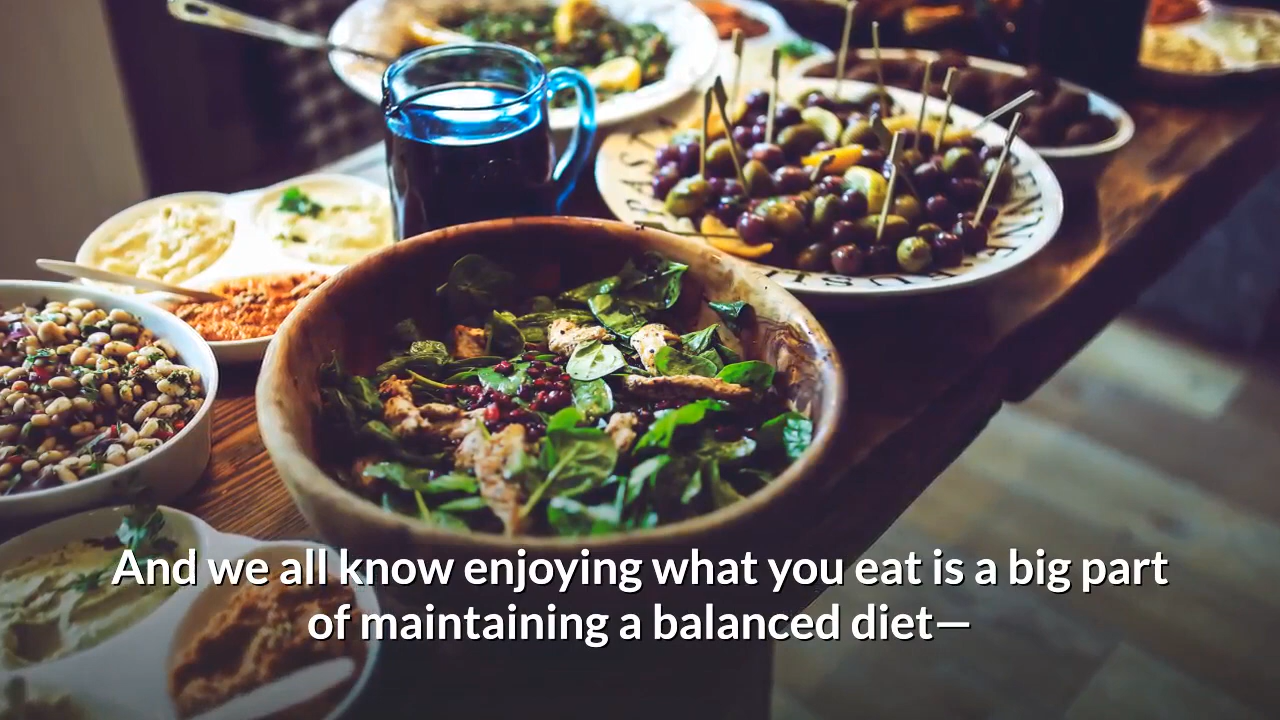 And we all know enjoying what you eat is a big part
of maintaining a balanced diet—